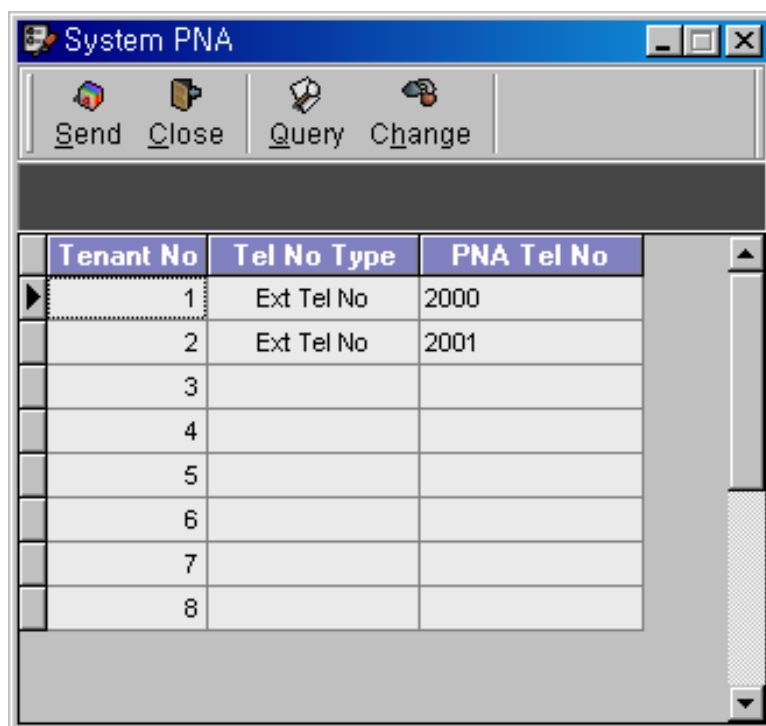 System PNA
Send Close Query Change
Tenant No Tel No Type PNA Tel No
1 Ext Tel No 2000
2 Ext Tel No 2001
3
4
5
6
7
8